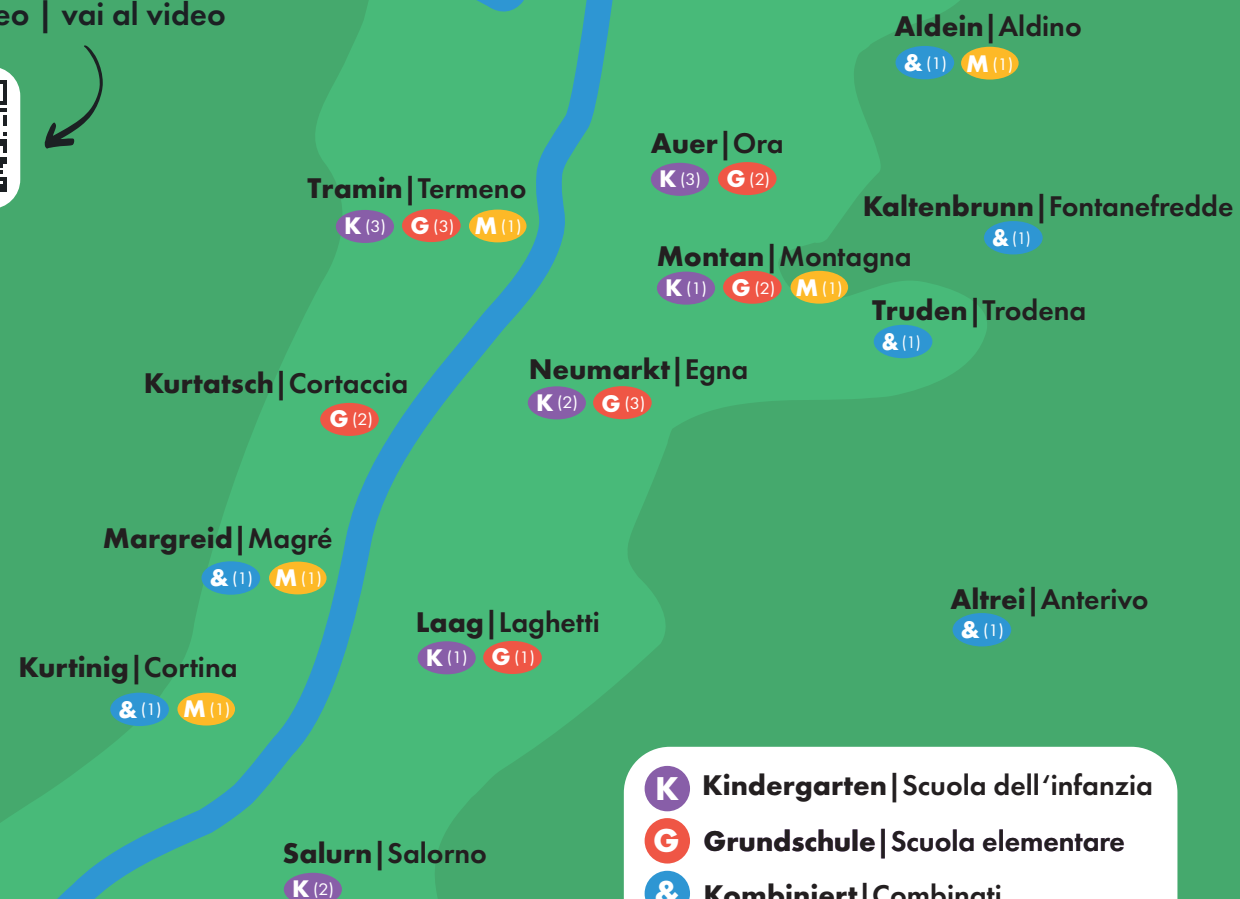 eo | vai al video
Aldein|Aldino
& (1) M (1)
Auer|Ora
K (3) G (2)
Tramin|Termeno
K (3) G (3) M (1)
Kaltenbrunn|Fontanefredde
& (1)
Montan|Montagna
K (1) G (2) M (1)
Truden|Trodena
& (1)
Neumarkt|Egna
K (2) G (3)
Kurtatsch|Cortaccia
G (2)
Margreid|Magré
& (1) M (1)
Altrei|Anterivo
& (1)
Laag|Laghetti
K (1) G (1)
Kurtinig|Cortina
& (1) M (1)
Salurn|Salorno
K (2)
K Kindergarten|Scuola dell‘infanzia
G Grundschule|Scuola elementare
& Kombiniert|Combinati